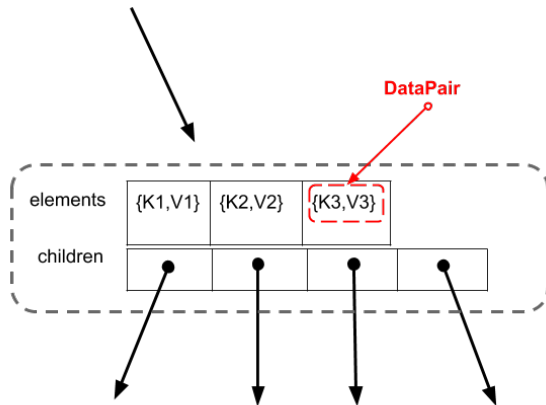 DataPair
elements {K1,V1} {K2,V2} {K3,V3}
children